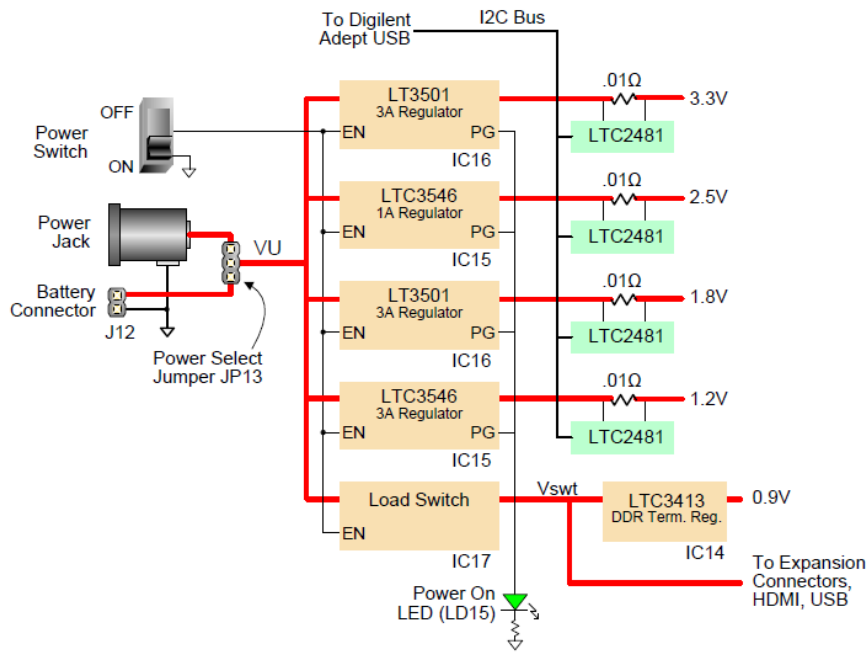 To Digilent
Adept USB
I2C Bus
OFF
ON
Power
Switch
LT3501
3A Regulator
EN
PG
IC16
.01Ω
3.3V
LTC2481
LTC3546
1A Regulator
EN
PG
IC15
.01Ω
2.5V
LTC2481
Power
Jack
VU
Battery
Connector
J12
Power Select
Jumper JP13
LT3501
3A Regulator
EN
PG
IC16
.01Ω
1.8V
LTC2481
LTC3546
3A Regulator
EN
PG
IC15
.01Ω
1.2V
LTC2481
Load Switch
EN
IC17
Vswt
LTC3413
DDR Term. Reg.
IC14
0.9V
To Expansion
Connectors,
HDMI, USB
Power On
LED (LD15)